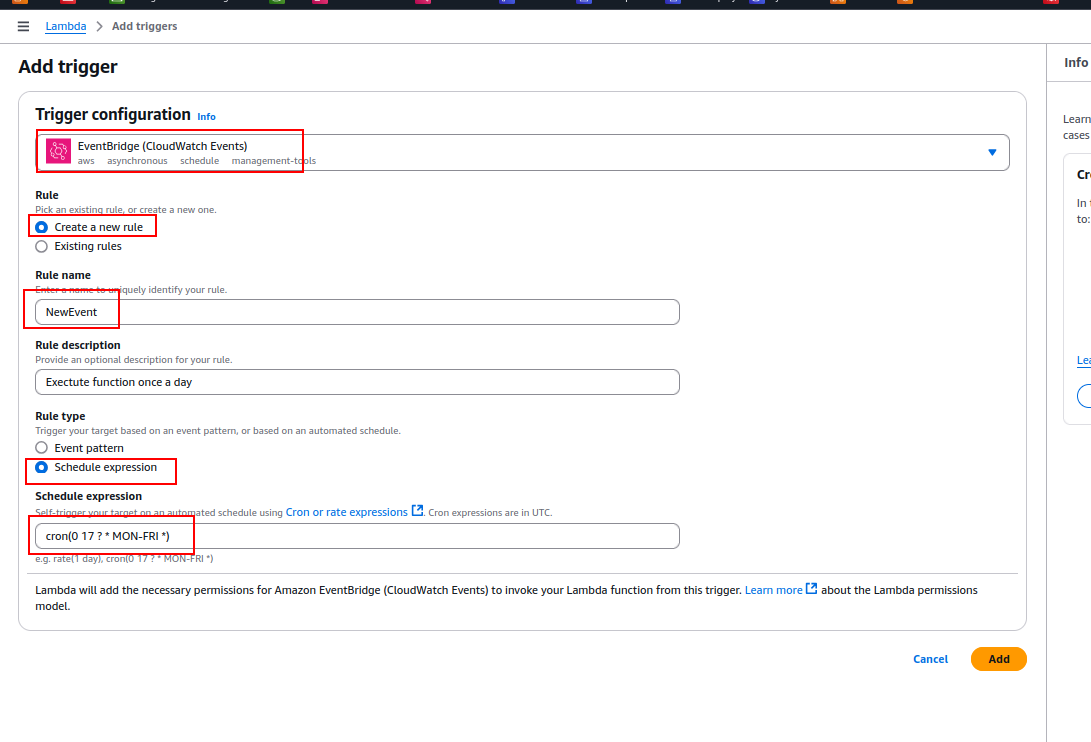 Lambda > Add triggers
Info
Add trigger
Learn
cases
Trigger configuration Info
EventBridge (CloudWatch Events)
aws asynchronous schedule management-tools
Rule
Pick an existing rule, or create a new one.
Create a new rule
Existing rules
In
to:
Rule name
Enter a name to uniquely identify your rule.
NewEvent
Rule description
Provide an optional description for your rule.
Exectute function once a day
Rule type
Trigger your target based on an event pattern, or based on an automated schedule.
Event pattern
Schedule expression
Schedule expression
Self-trigger your target on an automated schedule using Cron or rate expressions . Cron expressions are in UTC.
cron(0 17 ? * MON-FRI *)
e.g. rate(1 day), cron(0 17 ? * MON-FRI *)
Lambda will add the necessary permissions for Amazon EventBridge (CloudWatch Events) to invoke your Lambda function from this trigger. Learn more about the Lambda permissions
model.
Cancel Add